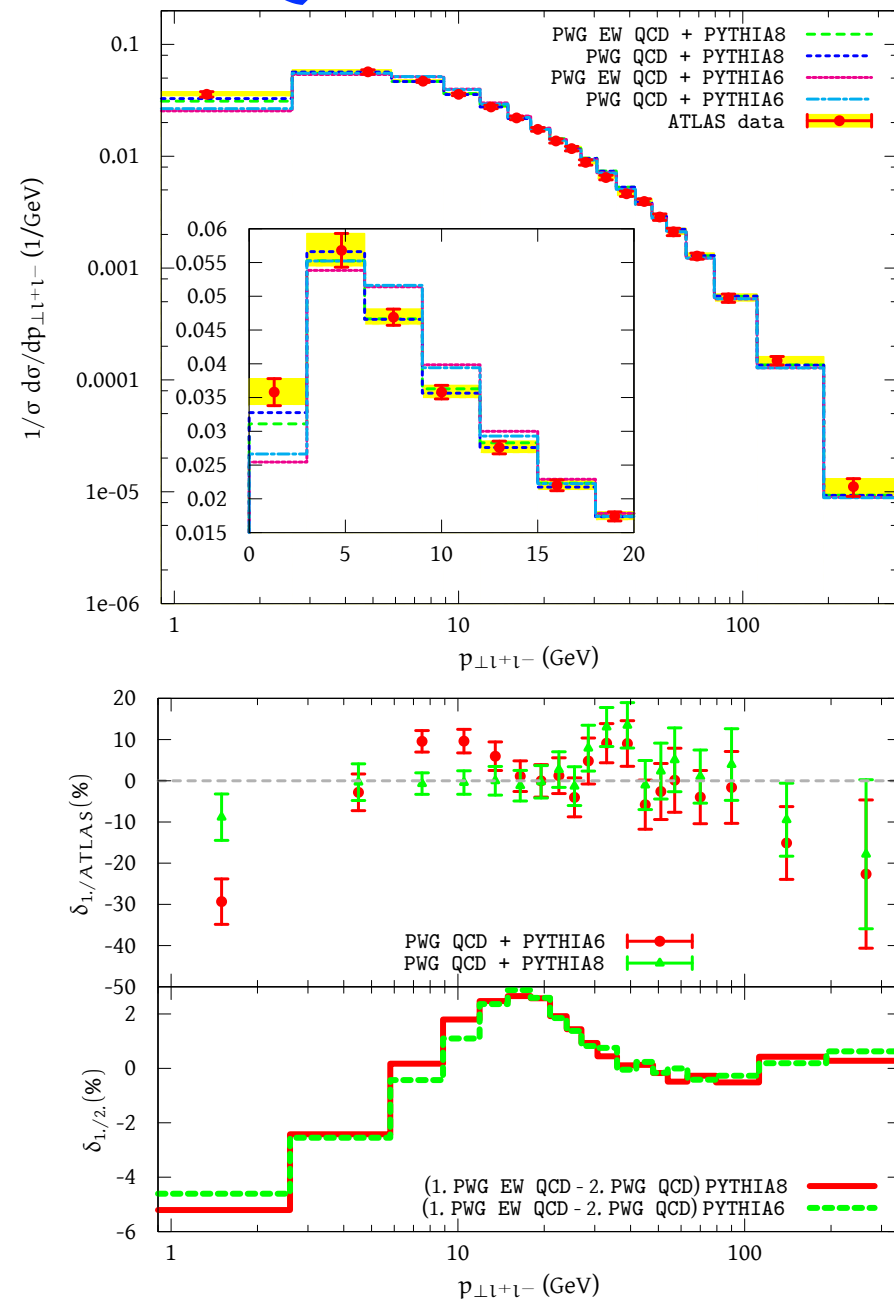 0.1
0.01
0.001
0.0001
1e-05
1e-06
1/σ dσ/dp⊥l+l− (1/GeV)
PWG EW QCD + PYTHIA8
PWG QCD + PYTHIA8
PWG EW QCD + PYTHIA6
PWG QCD + PYTHIA6
ATLAS data
0.06
0.055
0.05
0.045
0.04
0.035
0.03
0.025
0.02
0.015
0 5 10 15 20
1 10 100
p⊥l+l− (GeV)
20
10
0
-10
-20
-30
-40
-50
δ1./ATLAS(%)
PWG QCD + PYTHIA6
PWG QCD + PYTHIA8
2
0
-2
-4
-6
δ1./2.(%)
(1. PWG EW QCD - 2. PWG QCD) PYTHIA8
(1. PWG EW QCD - 2. PWG QCD) PYTHIA6
1 10 100
p⊥l+l− (GeV)